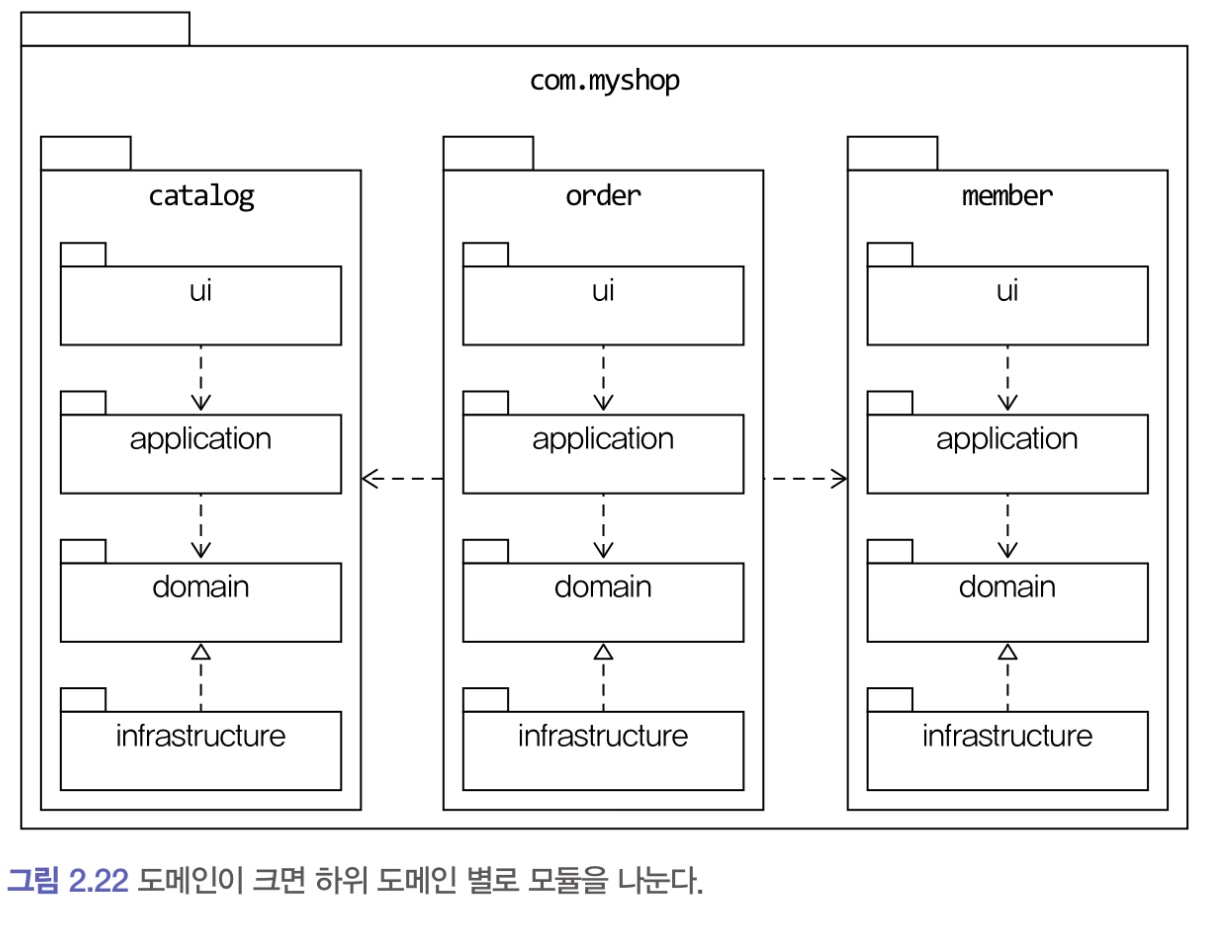 com.myshop
catalog
order
member
ui
ui
ui
application
application
application
domain
domain
domain
infrastructure
infrastructure
infrastructure
그림 2.22 도메인이 크면 하위 도메인 별로 모듈을 나눈다.